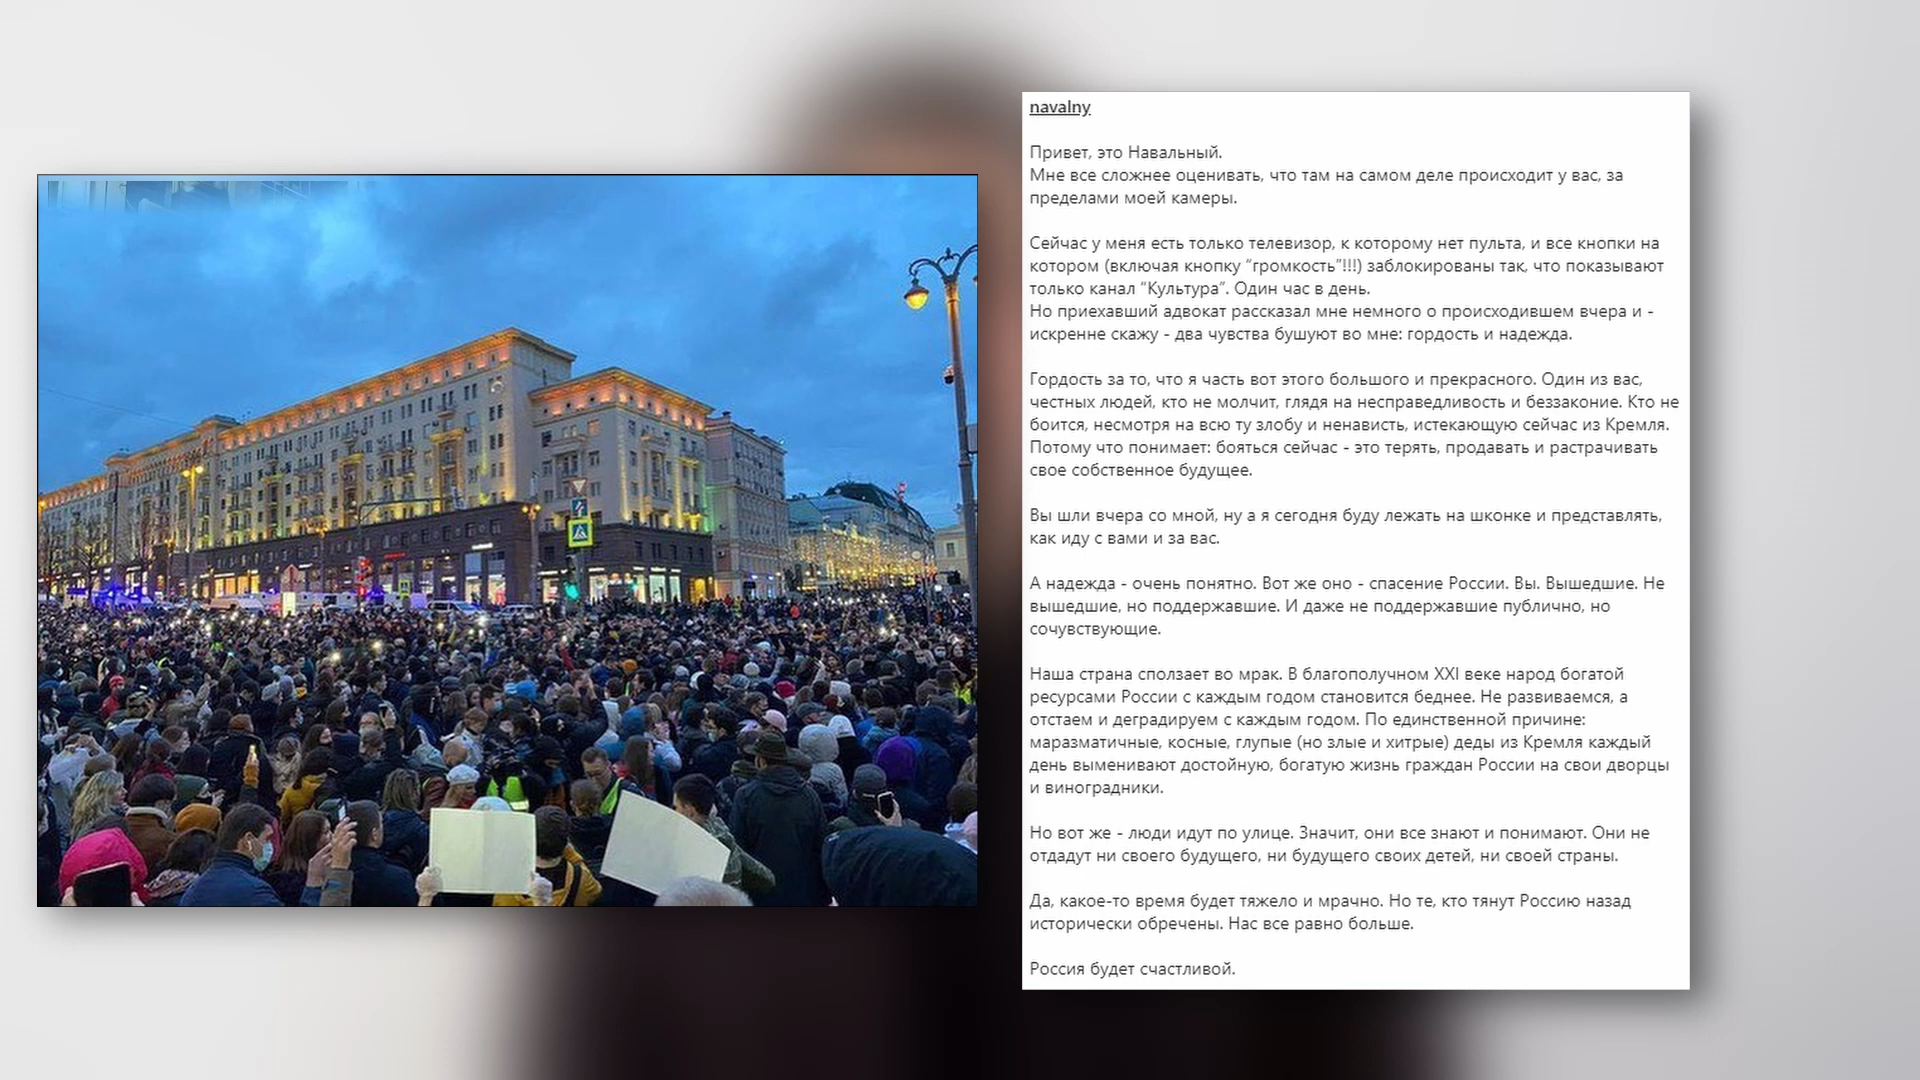 navalny
Привет, это Навальный.
Мне все сложнее оценивать, что там на самом деле происходит у вас, за
пределами моей камеры.
Сейчас у меня есть только телевизор, к которому нет пульта, и все кнопки на
котором (включая кнопку “громкость”!!!) заблокированы так, что показывают
только канал “Культура”. Один час в день.
Но приехавший адвокат рассказал мне немного о происходившем вчера и -
искренне скажу - два чувства бушуют во мне: гордость и надежда.
Гордость за то, что я часть вот этого большого и прекрасного. Один из вас,
честных людей, кто не молчит, глядя на несправедливость и беззаконие. Кто не
боится, несмотря на всю ту злобу и ненависть, истекающую сейчас из Кремля.
Потому что понимает: бояться сейчас - это терять, продавать и растрачивать
свое собственное будущее.
Вы шли вчера со мной, ну а я сегодня буду лежать на шконке и представлять,
как иду с вами и за вас.
А надежда - очень понятно. Вот же оно - спасение России. Вы. Вышедшие. Не
вышедшие, но поддержавшие. И даже не поддержавшие публично, но
сочувствующие.
Наша страна сползает во мрак. В благополучном XXI веке народ богатой
ресурсами России с каждым годом становится беднее. Не развиваемся, а
отстаем и деградируем с каждым годом. По единственной причине:
маразматичные, косные, глупые (но злые и хитрые) деды из Кремля каждый
день выменивают достойную, богатую жизнь граждан России на свои дворцы
и виноградники.
Но вот же - люди идут по улице. Значит, они все знают и понимают. Они не
отдадут ни своего будущего, ни будущего своих детей, ни своей страны.
Да, какое-то время будет тяжело и мрачно. Но те, кто тянут Россию назад
исторически обречены. Нас все равно больше.
Россия будет счастливой.